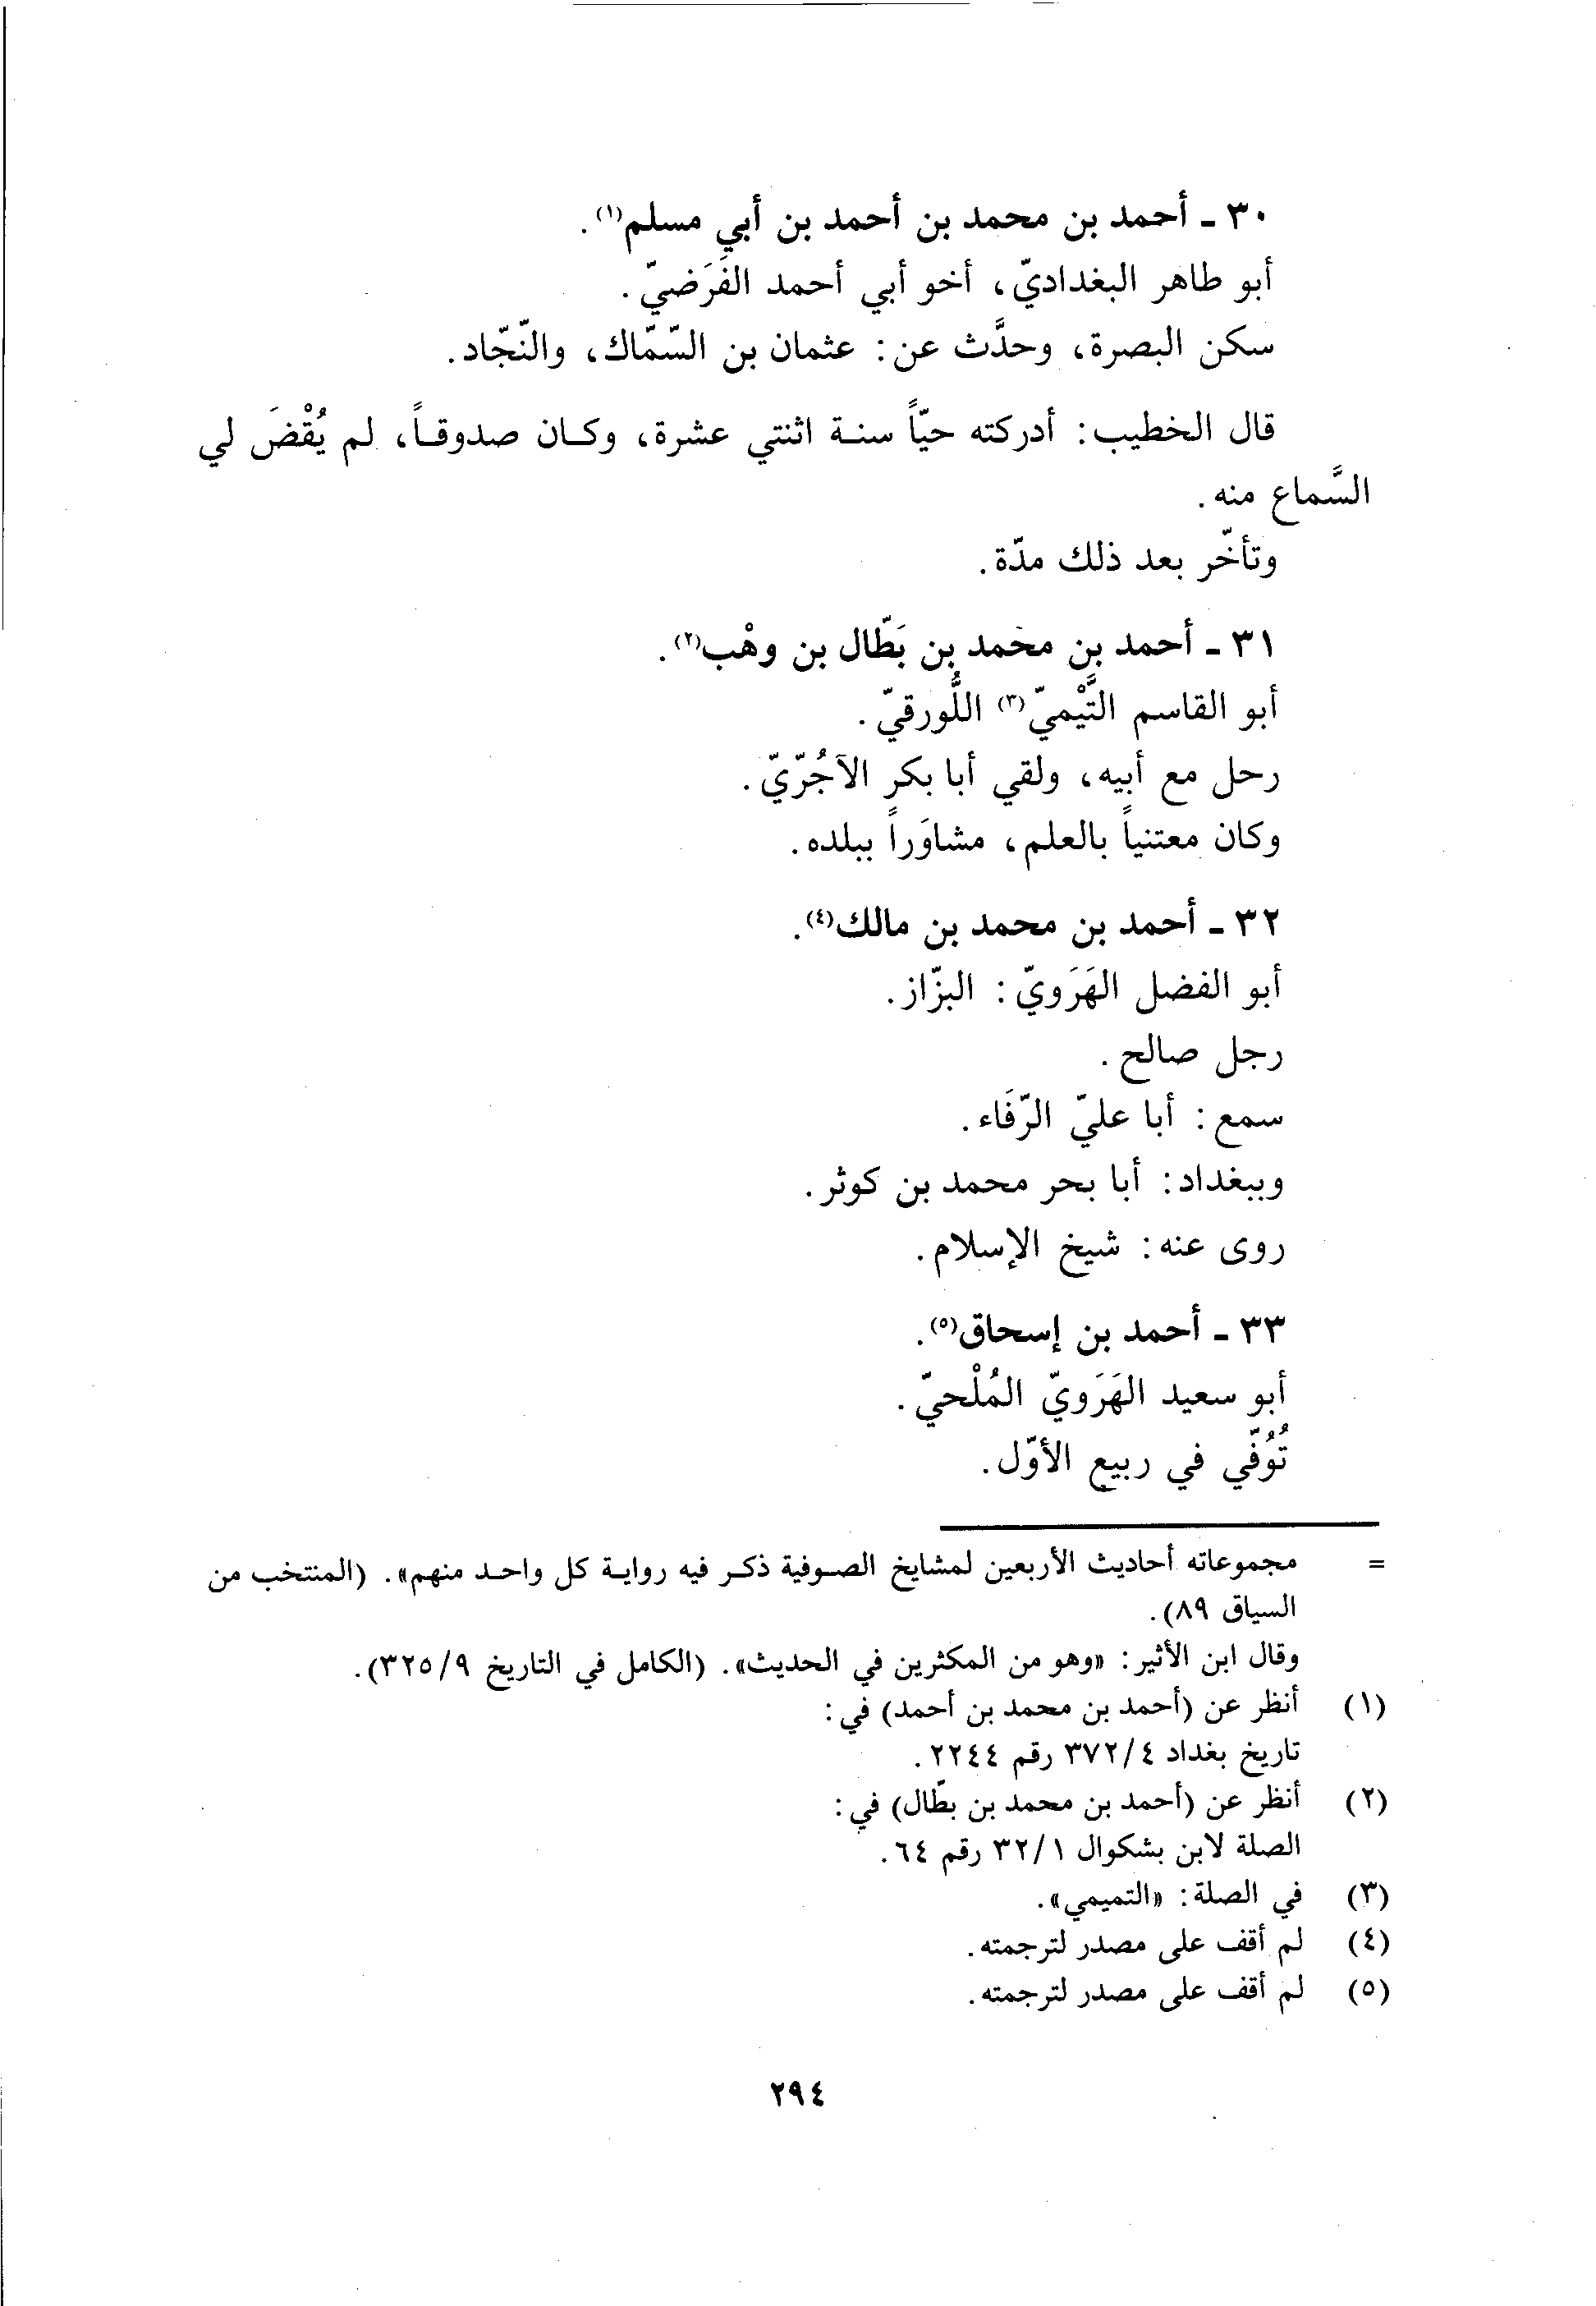 ٣٠ - أحمد بن محمد بن أحمد بن أبي مسلم(١).
أبو طاهر البغداديّ، أخو أبي أحمد الفَرَضيّ.
سكن البصرة، وحدَّث عن: عثمان بن السّمّاك، والنّجّاد.
قال الخطيب: أدركته حيّاً سنة اثنتي عشرة، وكان صدوقاً، لم يُقْضَ لي
السَّماع منه.
وتأخّر بعد ذلك مدّة.
٣١ - أحمد بن محمد بن بَطّال بن وهْب(٢).
أبو القاسم التَّيْميّ(٣) اللُّورقيّ.
رحل مع أبيه، ولقي أبا بكر الآجُرّيّ.
وكان معتنياً بالعلم، مشاوَراً ببلده.
٣٢ - أحمد بن محمد بن مالك(٤).
أبو الفضل الهَرَويّ: البزّاز.
رجل صالح.
سمع: أبا عليّ الرّفَاء.
وببغداد: أبا بحر محمد بن كوثر.
روى عنه: شيخ الإسلام.
٣٣ - أحمد بن إسحاق(٥).
أبو سعيد الهَرَويّ المُلْحيّ.
تُوُفّي في ربيع الأوّل.
= مجموعاته أحاديث الأربعين لمشايخ الصوفية ذكر فيه رواية كل واحد منهم». (المنتخب من
السياق ٨٩).
وقال ابن الأثير: «وهو من المكثرين في الحديث». (الكامل في التاريخ ٩/٣٢٥).
(١) أنظر عن (أحمد بن محمد بن أحمد) في:
تاريخ بغداد ٤/٣٧٢ رقم ٢٢٤٤.
(٢) أنظر عن (أحمد بن محمد بن بطّال) في:
الصلة لابن بشكوال ١/٣٢ رقم ٦٤.
(٣) في الصلة: «التميمي».
(٤) لم أقف على مصدر لترجمته.
(٥) لم أقف على مصدر لترجمته.
٢٩٤